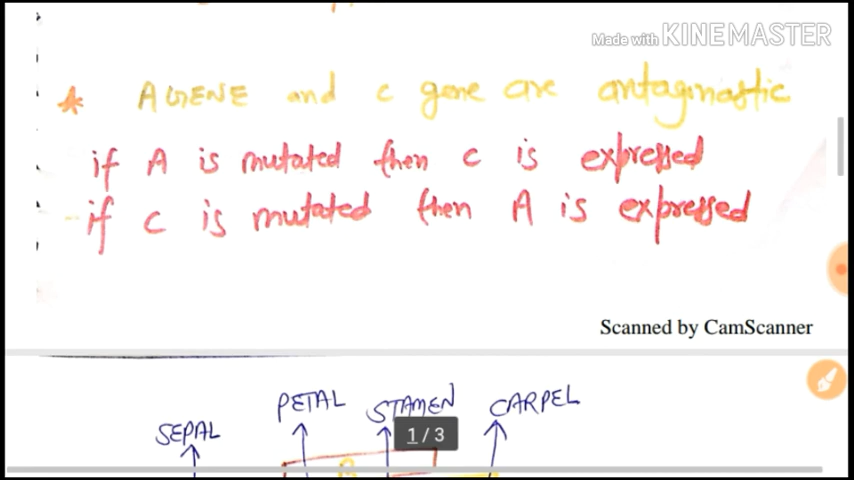 Made with KINEMASTER
* A GENE and c gene are antaginastic
if A is mutated then c is expressed
if c is mutated then A is expressed
Scanned by CamScanner
SEPAL PETAL STAMEN CARPEL
1 / 3